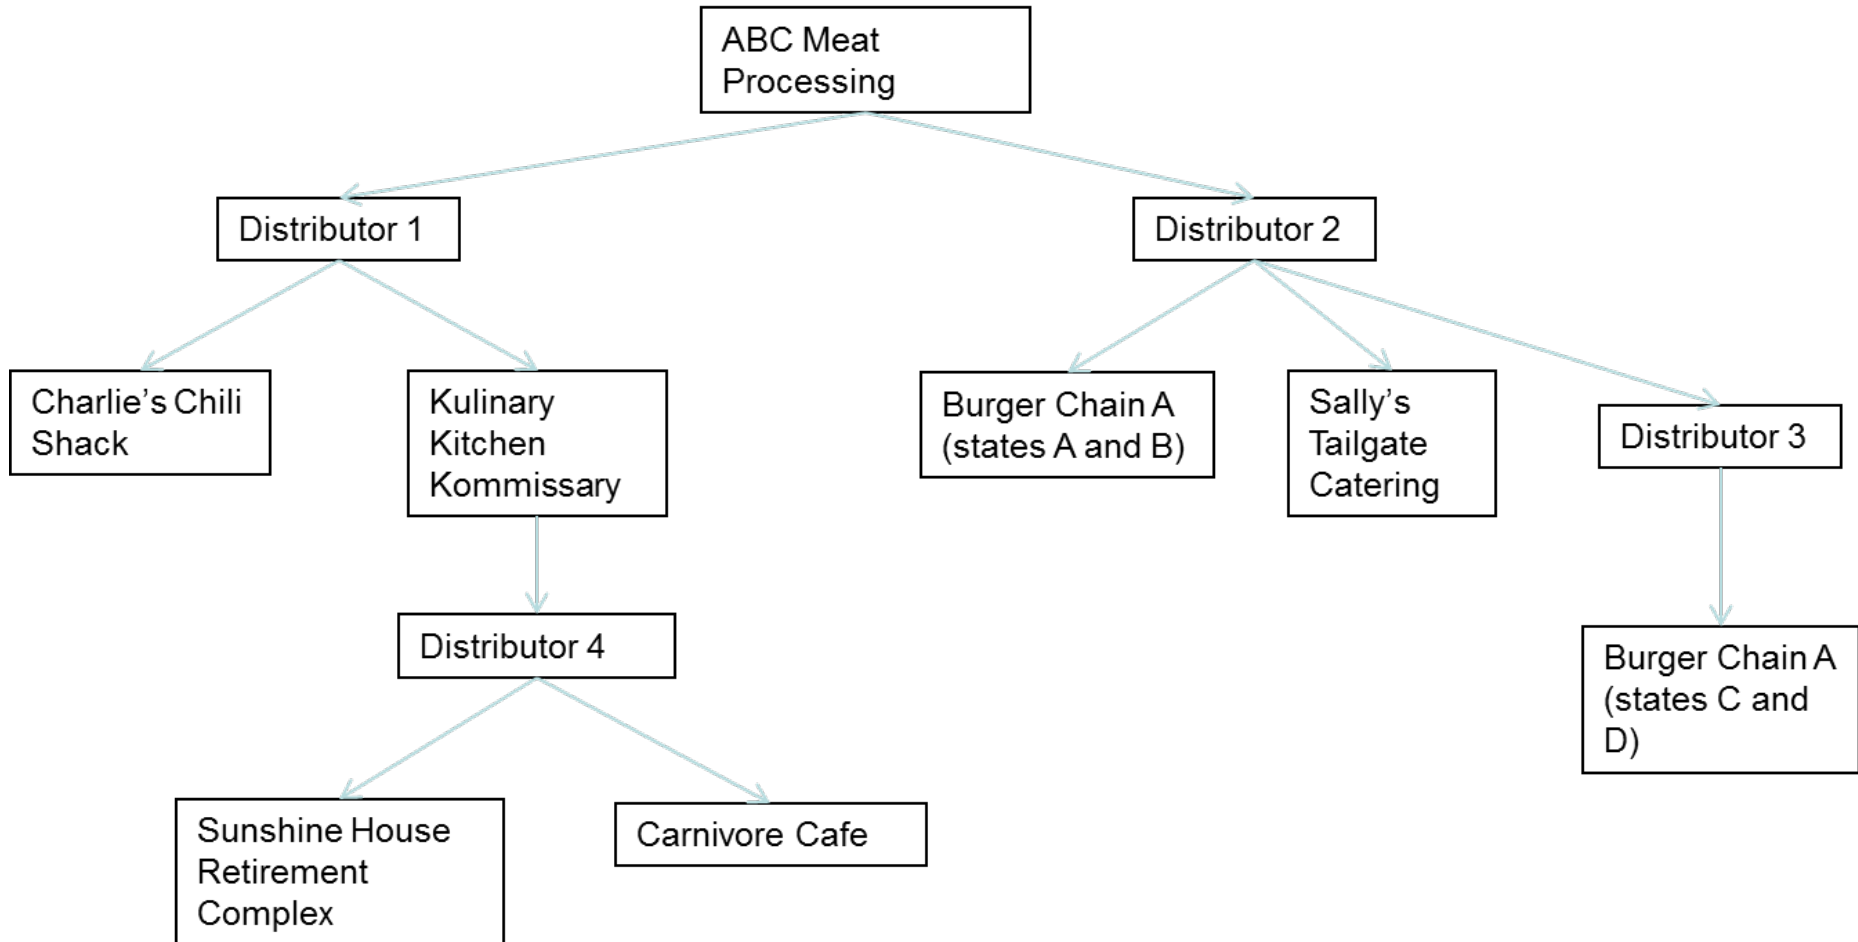 ABC Meat
Processing
Distributor 1
Distributor 2
Charlie’s Chili
Shack
Kulinary
Kitchen
Kommissary
Burger Chain A
(states A and B)
Sally’s
Tailgate
Catering
Distributor 3
Distributor 4
Burger Chain A
(states C and
D)
Sunshine House
Retirement
Complex
Carnivore Cafe